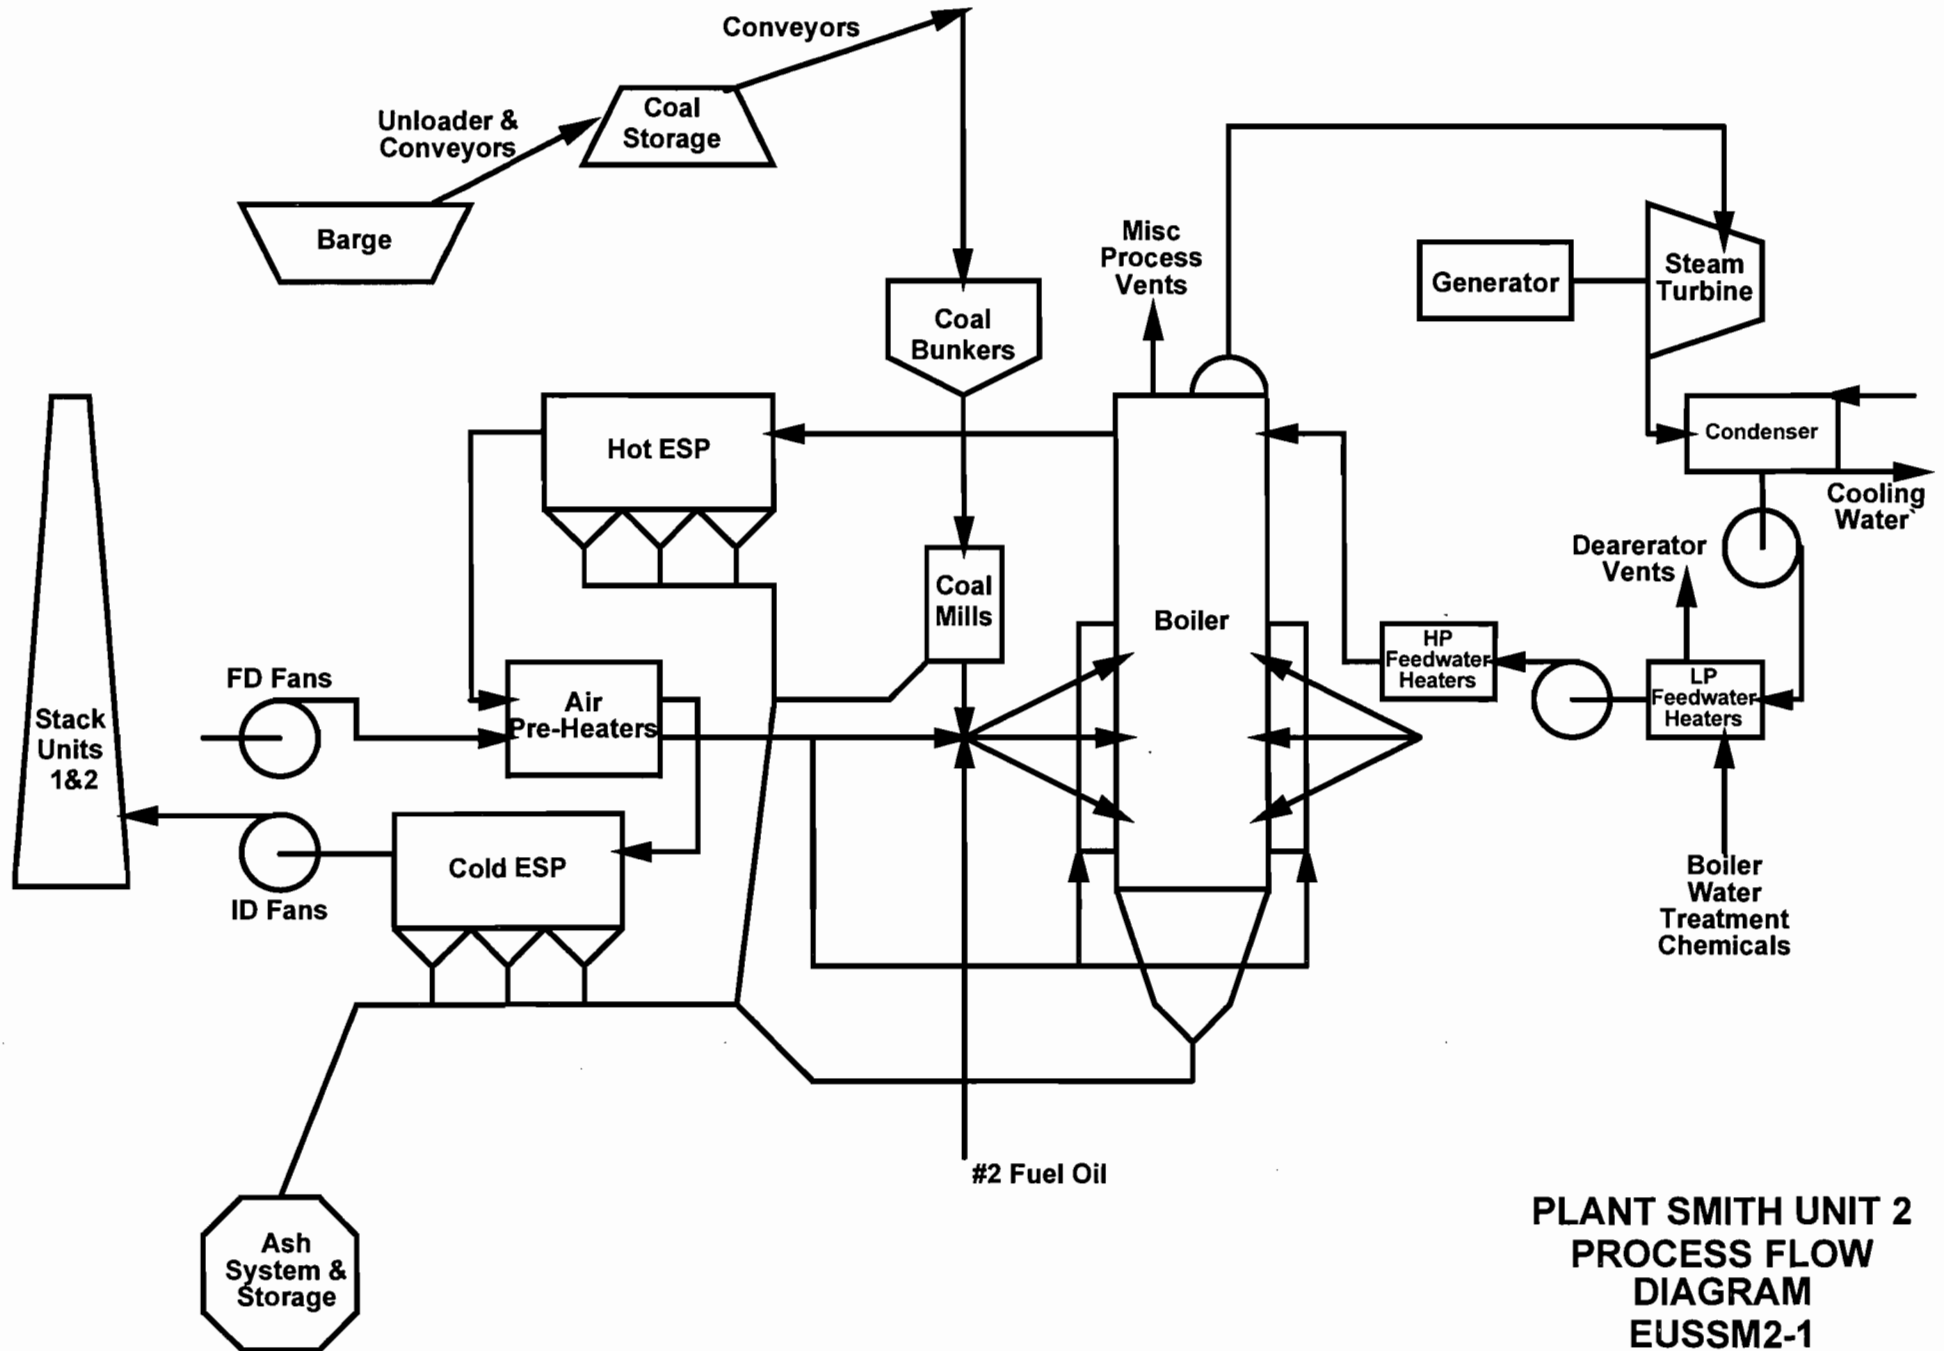 Conveyors
Unloader &
Conveyors
Coal
Storage
Barge
Misc
Process
Vents
Generator
Steam
Turbine
Coal
Bunkers
Hot ESP
Condenser
Cooling
Water`
Dearerator
Vents
Coal
Mills
Boiler
HP
Feedwater
Heaters
LP
Feedwater
Heaters
FD Fans
Air
Pre-Heaters
Stack
Units
1&2
Cold ESP
ID Fans
Boiler
Water
Treatment
Chemicals
#2 Fuel Oil
Ash
System &
Storage
PLANT SMITH UNIT 2
PROCESS FLOW
DIAGRAM
EUSSM2-1